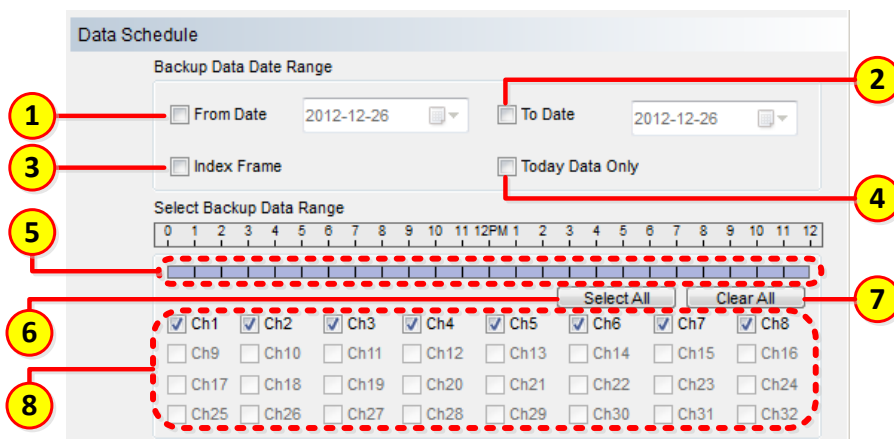 Data Schedule
Backup Data Date Range
1 From Date 2012-12-26 To Date 2012-12-26 2
3 Index Frame Today Data Only 4
Select Backup Data Range
0 1 2 3 4 5 6 7 8 9 10 11 12PM 1 2 3 4 5 6 7 8 9 10 11 12
5
6 Select All Clear All 7
Ch1 Ch2 Ch3 Ch4 Ch5 Ch6 Ch7 Ch8
Ch9 Ch10 Ch11 Ch12 Ch13 Ch14 Ch15 Ch16
8 Ch17 Ch18 Ch19 Ch20 Ch21 Ch22 Ch23 Ch24
Ch25 Ch26 Ch27 Ch28 Ch29 Ch30 Ch31 Ch32